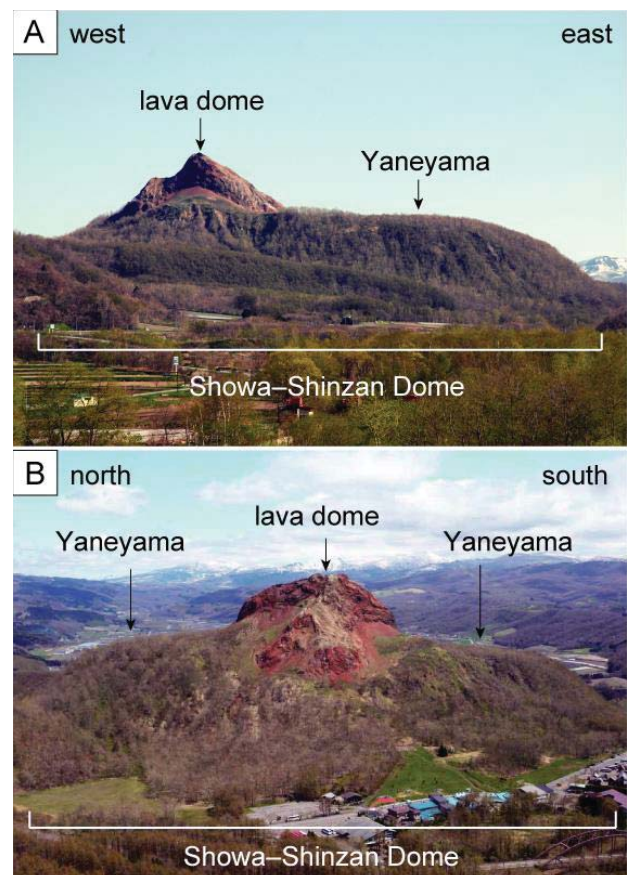 A west east
lava dome
Yaneyama
Showa–Shinzan Dome
B north south
lava dome
Yaneyama Yaneyama
Showa–Shinzan Dome